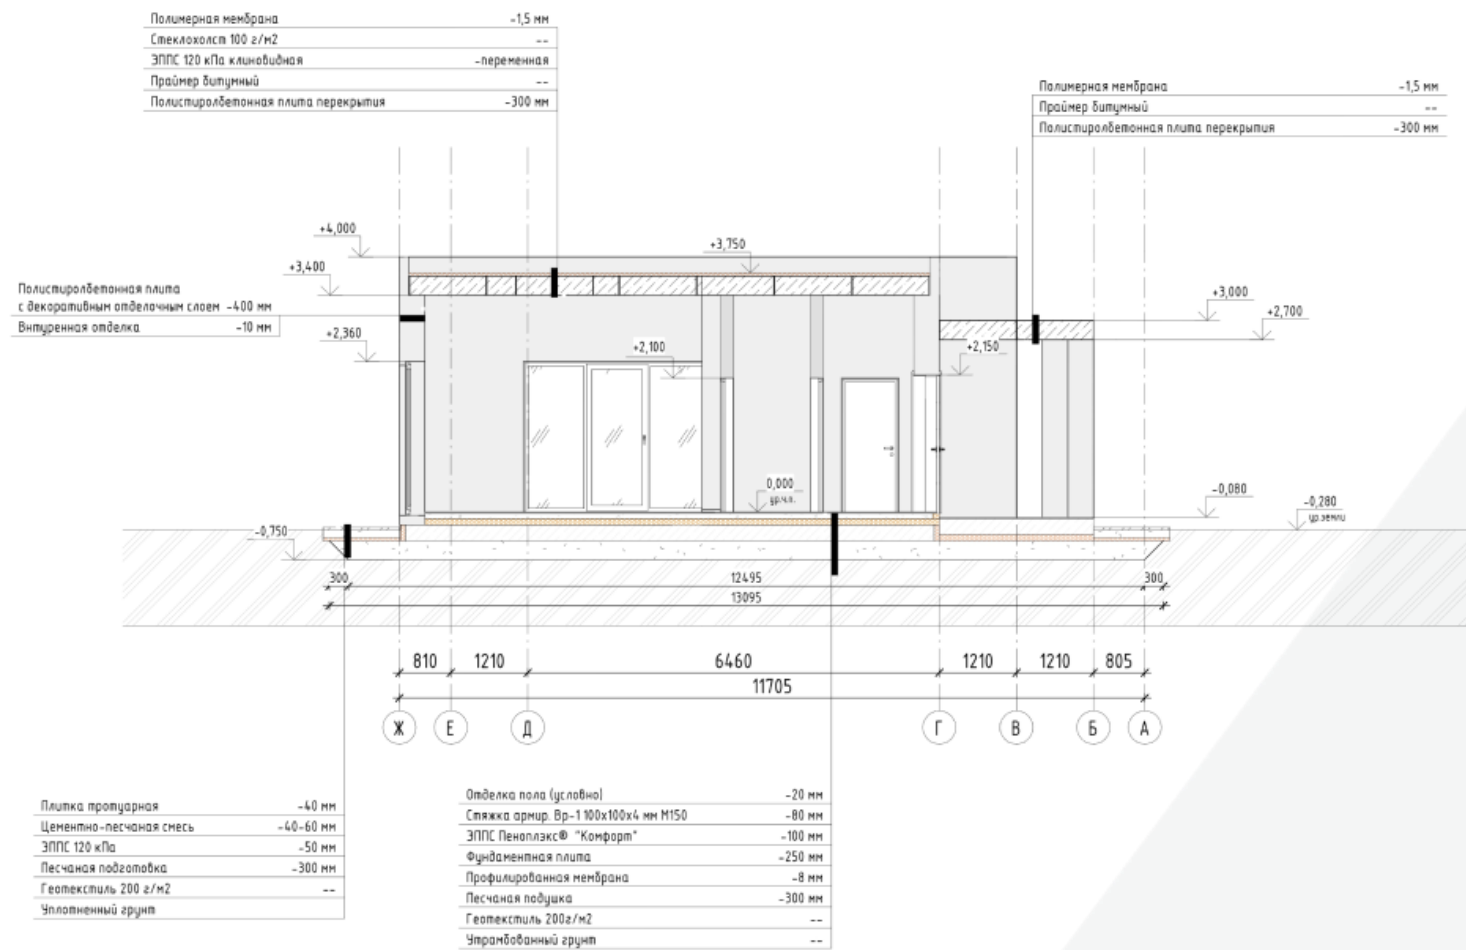 Полимерная мембрана -1,5 мм
Стеклохолст 100 г/м2 --
ЭППС 120 кПа клиновидная -переменная
Праймер битумный --
Полистиролбетонная плита перекрытия -300 мм
Полимерная мембрана -1,5 мм
Праймер битумный --
Полистиролбетонная плита перекрытия -300 мм
+4,000
+3,750
+3,400
Полистиролбетонная плита
с декоративным отделочным слоем -400 мм
Внтуренная отделка -10 мм
+3,000
+2,700
+2,360
+2,100
+2,150
0,000
ур.ч.п.
-0,080
-0,280
ур.земли
-0,750
300
12495
300
13095
810
1210
6460
1210
1210
805
11705
Ж
Е
Д
Г
В
Б
А
Плитка тротуарная -40 мм
Цементно-песчаная смесь -40-60 мм
ЭППС 120 кПа -50 мм
Песчаная подготовка -300 мм
Геотекстиль 200 г/м2 --
Уплотненный грунт
Отделка пола (условно) -20 мм
Стяжка армир. Вр-1 100х100х4 мм М150 -80 мм
ЭППС Пеноплэкс® "Комфорт" -100 мм
Фундаментная плита -250 мм
Профилированная мембрана -8 мм
Песчаная подушка -300 мм
Геотекстиль 200г/м2 --
Утрамбованный грунт --